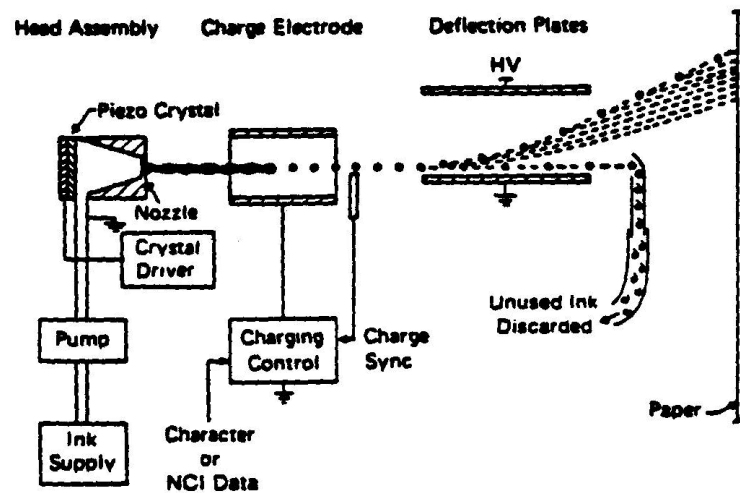 Head Assembly
Charge Electrode
Deflection Plates
HV
Piezo Crystal
Nozzle
Crystal
Driver
Pump
Charging
Control
Charge
Sync
Unused Ink
Discarded
Paper
Ink
Supply
Character
or
NCI Data